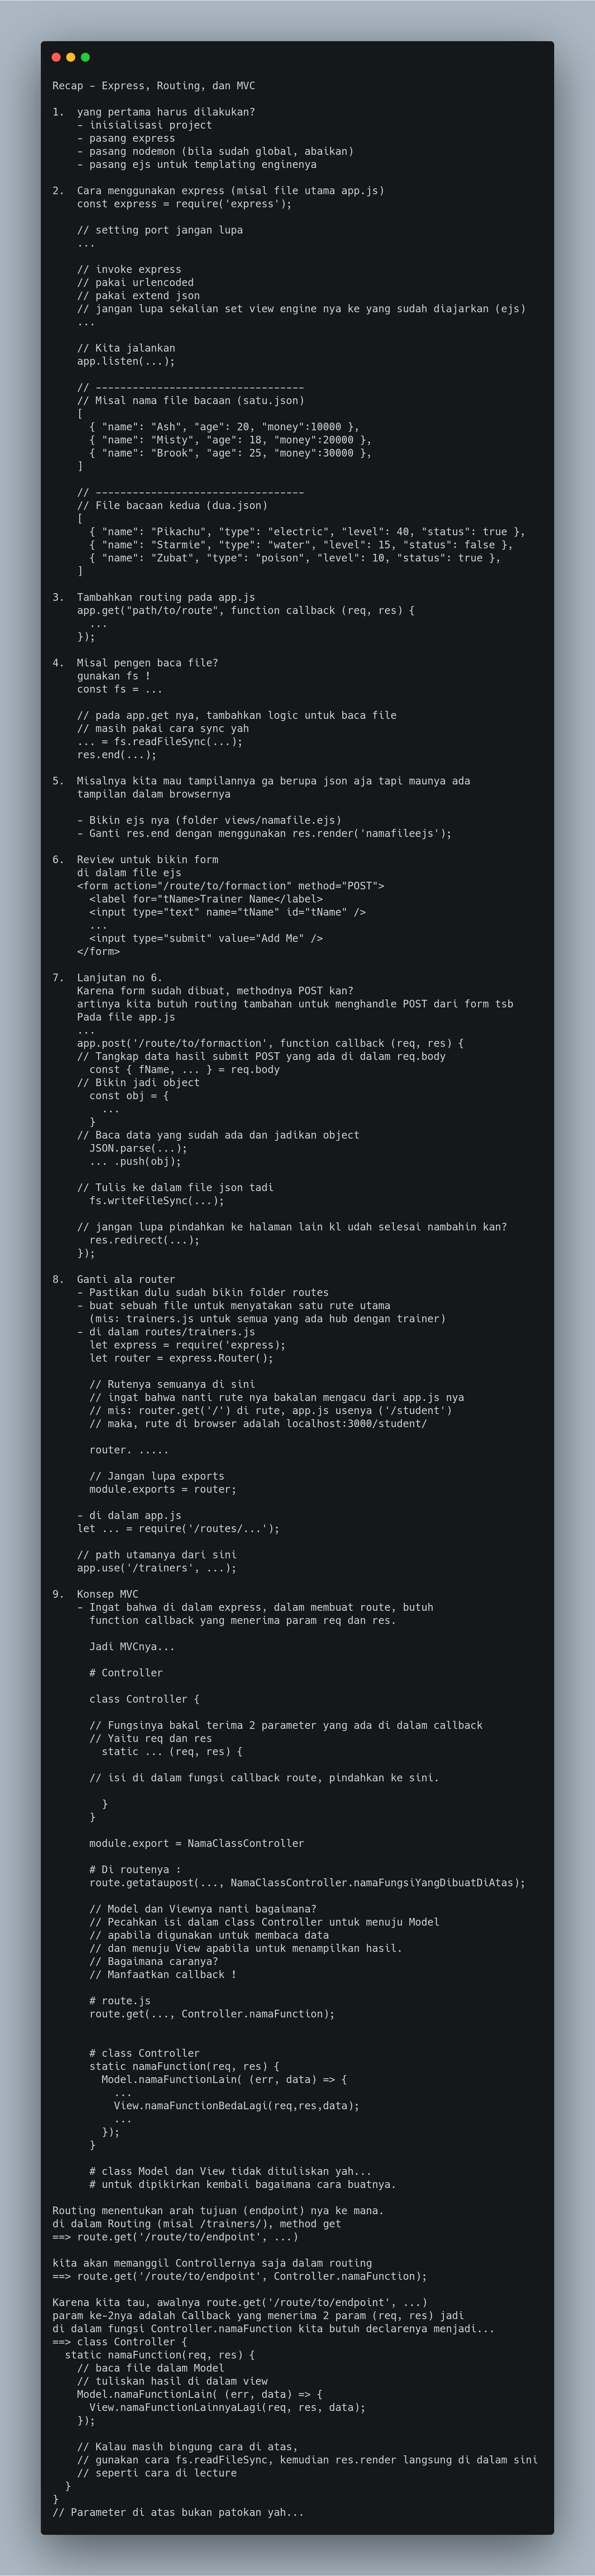 Recap - Express, Routing, dan MVC
1.  yang pertama harus dilakukan?
    - inisialisasi project
    - pasang express
    - pasang nodemon (bila sudah global, abaikan)
    - pasang ejs untuk templating enginenya
2.  Cara menggunakan express (misal file utama app.js)
    const express = require('express');
    // setting port jangan lupa
    ...
    // invoke express
    // pakai urlencoded
    // pakai extend json
    // jangan lupa sekalian set view engine nya ke yang sudah diajarkan (ejs)
    ...
    // Kita jalankan
    app.listen(...);
    // ----------------------------------
    // Misal nama file bacaan (satu.json)
    [
      { "name": "Ash", "age": 20, "money":10000 },
      { "name": "Misty", "age": 18, "money":20000 },
      { "name": "Brook", "age": 25, "money":30000 },
    ]
    // ----------------------------------
    // File bacaan kedua (dua.json)
    [
      { "name": "Pikachu", "type": "electric", "level": 40, "status": true },
      { "name": "Starmie", "type": "water", "level": 15, "status": false },
      { "name": "Zubat", "type": "poison", "level": 10, "status": true },
    ]
3.  Tambahkan routing pada app.js
    app.get("path/to/route", function callback (req, res) {
      ...
    });
4.  Misal pengen baca file?
    gunakan fs !
    const fs = ...
    // pada app.get nya, tambahkan logic untuk baca file
    // masih pakai cara sync yah
    ... = fs.readFileSync(...);
    res.end(...);
5.  Misalnya kita mau tampilannya ga berupa json aja tapi maunya ada
    tampilan dalam browsernya
    - Bikin ejs nya (folder views/namafile.ejs)
    - Ganti res.end dengan menggunakan res.render('namafileejs');
6.  Review untuk bikin form
    di dalam file ejs
    <form action="/route/to/formaction" method="POST">
      <label for="tName>Trainer Name</label>
      <input type="text" name="tName" id="tName" />
      ...
      <input type="submit" value="Add Me" />
    </form>
7.  Lanjutan no 6.
    Karena form sudah dibuat, methodnya POST kan?
    artinya kita butuh routing tambahan untuk menghandle POST dari form tsb
    Pada file app.js
    ...
    app.post('/route/to/formaction', function callback (req, res) {
    // Tangkap data hasil submit POST yang ada di dalam req.body
      const { fName, ... } = req.body
    // Bikin jadi object
      const obj = {
        ...
      }
    // Baca data yang sudah ada dan jadikan object
      JSON.parse(...);
      ... .push(obj);
    // Tulis ke dalam file json tadi
      fs.writeFileSync(...);
    // jangan lupa pindahkan ke halaman lain kl udah selesai nambahin kan?
      res.redirect(...);
    });
8.  Ganti ala router
    - Pastikan dulu sudah bikin folder routes
    - buat sebuah file untuk menyatakan satu rute utama
      (mis: trainers.js untuk semua yang ada hub dengan trainer)
    - di dalam routes/trainers.js
      let express = require('express);
      let router = express.Router();
      // Rutenya semuanya di sini
      // ingat bahwa nanti rute nya bakalan mengacu dari app.js nya
      // mis: router.get('/') di rute, app.js usenya ('/student')
      // maka, rute di browser adalah localhost:3000/student/
      router. .....
      // Jangan lupa exports
      module.exports = router;
    - di dalam app.js
    let ... = require('/routes/...');
    // path utamanya dari sini
    app.use('/trainers', ...);
9.  Konsep MVC
    - Ingat bahwa di dalam express, dalam membuat route, butuh
      function callback yang menerima param req dan res.
      Jadi MVCnya...
      # Controller
      class Controller {
      // Fungsinya bakal terima 2 parameter yang ada di dalam callback
      // Yaitu req dan res
        static ... (req, res) {
      // isi di dalam fungsi callback route, pindahkan ke sini.
        }
      }
      module.export = NamaClassController
      # Di routenya :
      route.getataupost(..., NamaClassController.namaFungsiYangDibuatDiAtas);
      // Model dan Viewnya nanti bagaimana?
      // Pecahkan isi dalam class Controller untuk menuju Model
      // apabila digunakan untuk membaca data
      // dan menuju View apabila untuk menampilkan hasil.
      // Bagaimana caranya?
      // Manfaatkan callback !
      # route.js
      route.get(..., Controller.namaFunction);
      # class Controller
      static namaFunction(req, res) {
        Model.namaFunctionLain( (err, data) => {
          ...
          View.namaFunctionBedaLagi(req,res,data);
          ...
        });
      }
      # class Model dan View tidak dituliskan yah...
      # untuk dipikirkan kembali bagaimana cara buatnya.
Routing menentukan arah tujuan (endpoint) nya ke mana.
di dalam Routing (misal /trainers/), method get
==> route.get('/route/to/endpoint', ...)
kita akan memanggil Controllernya saja dalam routing
==> route.get('/route/to/endpoint', Controller.namaFunction);
Karena kita tau, awalnya route.get('/route/to/endpoint', ...)
param ke-2nya adalah Callback yang menerima 2 param (req, res) jadi
di dalam fungsi Controller.namaFunction kita butuh declarenya menjadi...
==> class Controller {
  static namaFunction(req, res) {
    // baca file dalam Model
    // tuliskan hasil di dalam view
    Model.namaFunctionLain( (err, data) => {
      View.namaFunctionLainnyaLagi(req, res, data);
    });
    // Kalau masih bingung cara di atas,
    // gunakan cara fs.readFileSync, kemudian res.render langsung di dalam sini
    // seperti cara di lecture
  }
}
// Parameter di atas bukan patokan yah...